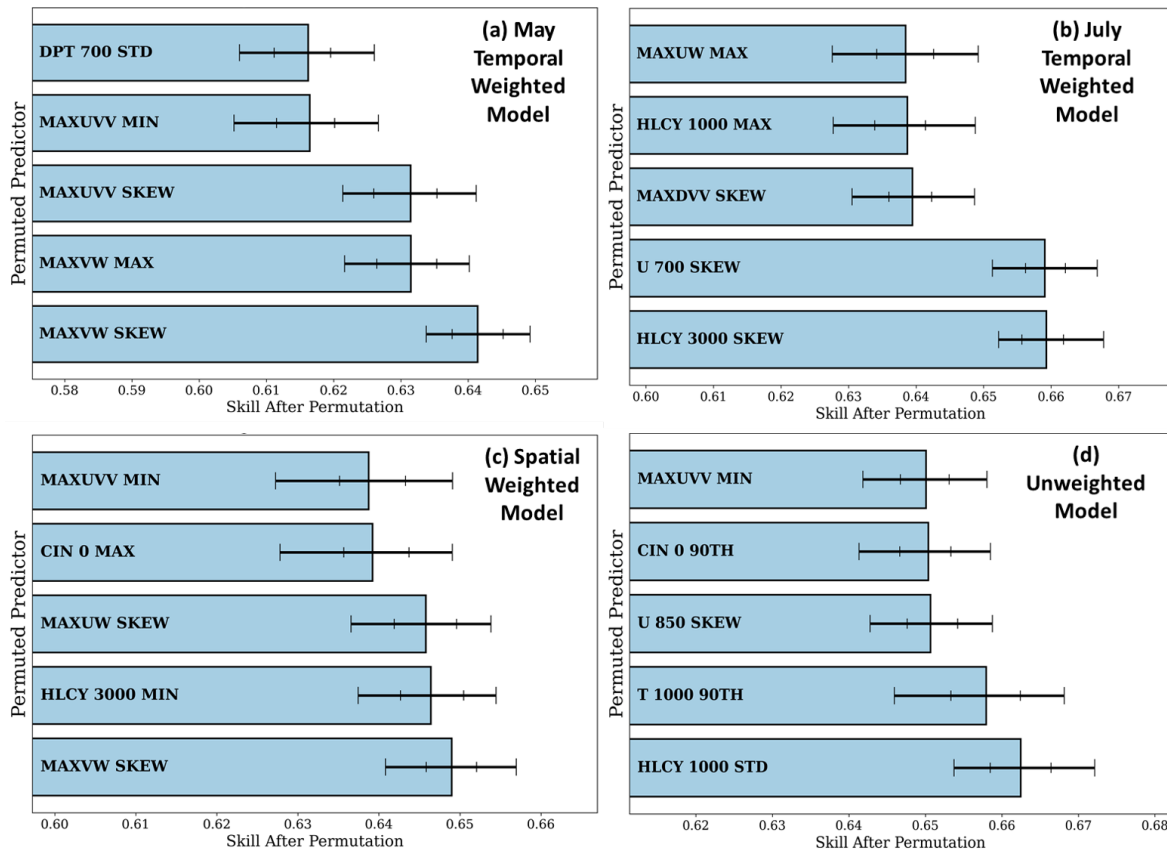 (a) May
Temporal
Weighted
Model
Permuted Predictor
DPT 700 STD
MAXUVV MIN
MAXUVV SKEW
MAXVW MAX
MAXVW SKEW
0.58 0.59 0.60 0.61 0.62 0.63 0.64 0.65
Skill After Permutation
(b) July
Temporal
Weighted
Model
Permuted Predictor
MAXUW MAX
HLCY 1000 MAX
MAXDVV SKEW
U 700 SKEW
HLCY 3000 SKEW
0.60 0.61 0.62 0.63 0.64 0.65 0.66 0.67
Skill After Permutation
(c) Spatial
Weighted
Model
Permuted Predictor
MAXUVV MIN
CIN 0 MAX
MAXUW SKEW
HLCY 3000 MIN
MAXVW SKEW
0.60 0.61 0.62 0.63 0.64 0.65 0.66
Skill After Permutation
(d)
Unweighted
Model
Permuted Predictor
MAXUVV MIN
CIN 0 90TH
U 850 SKEW
T 1000 90TH
HLCY 1000 STD
0.62 0.63 0.64 0.65 0.66 0.67 0.68
Skill After Permutation